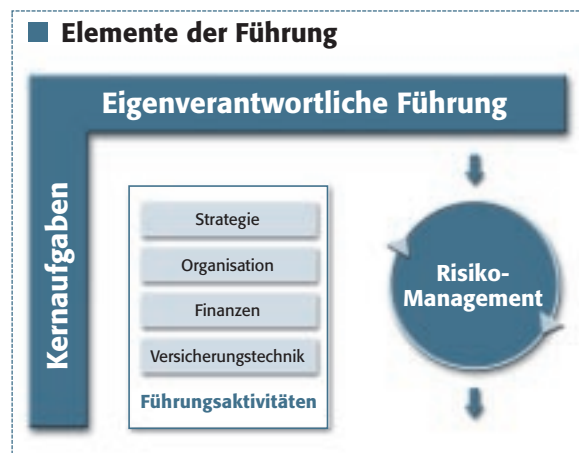 Elemente der Führung
Eigenverantwortliche Führung
Kernaufgaben
Strategie
Organisation
Finanzen
Versicherungstechnik
Führungsaktivitäten
Risiko-
Management